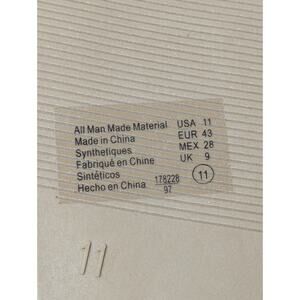 All Man Made Material USA 11
Made in China EUR 43
Synthetiques MEX 28
Fabriqué en Chine UK 9
Sintéticos 178228
Hecho en China 97 11
11